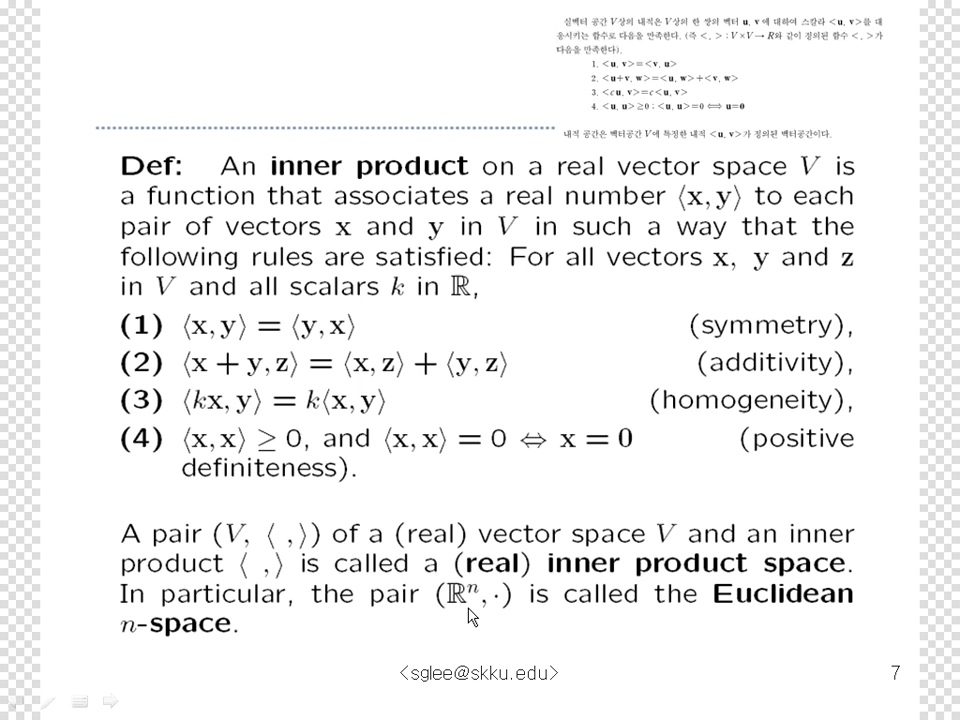 실벡터 공간 V상의 내적은 V상의 한 쌍의 벡터 u, v 에 대하여 스칼라 <u, v>를 대
응시키는 함수로 다음을 만족한다. (즉 < , > : V×V→ R와 같이 정의된 함수 < , >가
다음을 만족한다).
1. <u, v>=<v, u>
2. <u+v, w>=<u, w>+<v, w>
3. <cu, v>=c<u, v>
4. <u, u>≥0 ; <u, u>=0 ⟺ u=0
내적 공간은 벡터공간 V에 특정한 내적 <u, v>가 정의된 벡터공간이다.
Def: An inner product on a real vector space V is
a function that associates a real number ⟨x, y⟩ to each
pair of vectors x and y in V in such a way that the
following rules are satisfied: For all vectors x, y and z
in V and all scalars k in ℝ,
(1) ⟨x, y⟩ = ⟨y, x⟩ (symmetry),
(2) ⟨x + y, z⟩ = ⟨x, z⟩ + ⟨y, z⟩ (additivity),
(3) ⟨kx, y⟩ = k⟨x, y⟩ (homogeneity),
(4) ⟨x, x⟩ ≥ 0, and ⟨x, x⟩ = 0 ⇔ x = 0 (positive
definiteness).
A pair (V, ⟨ , ⟩) of a (real) vector space V and an inner
product ⟨ , ⟩ is called a (real) inner product space.
In particular, the pair (ℝⁿ, ·) is called the Euclidean
n-space.
<sglee@skku.edu> 7